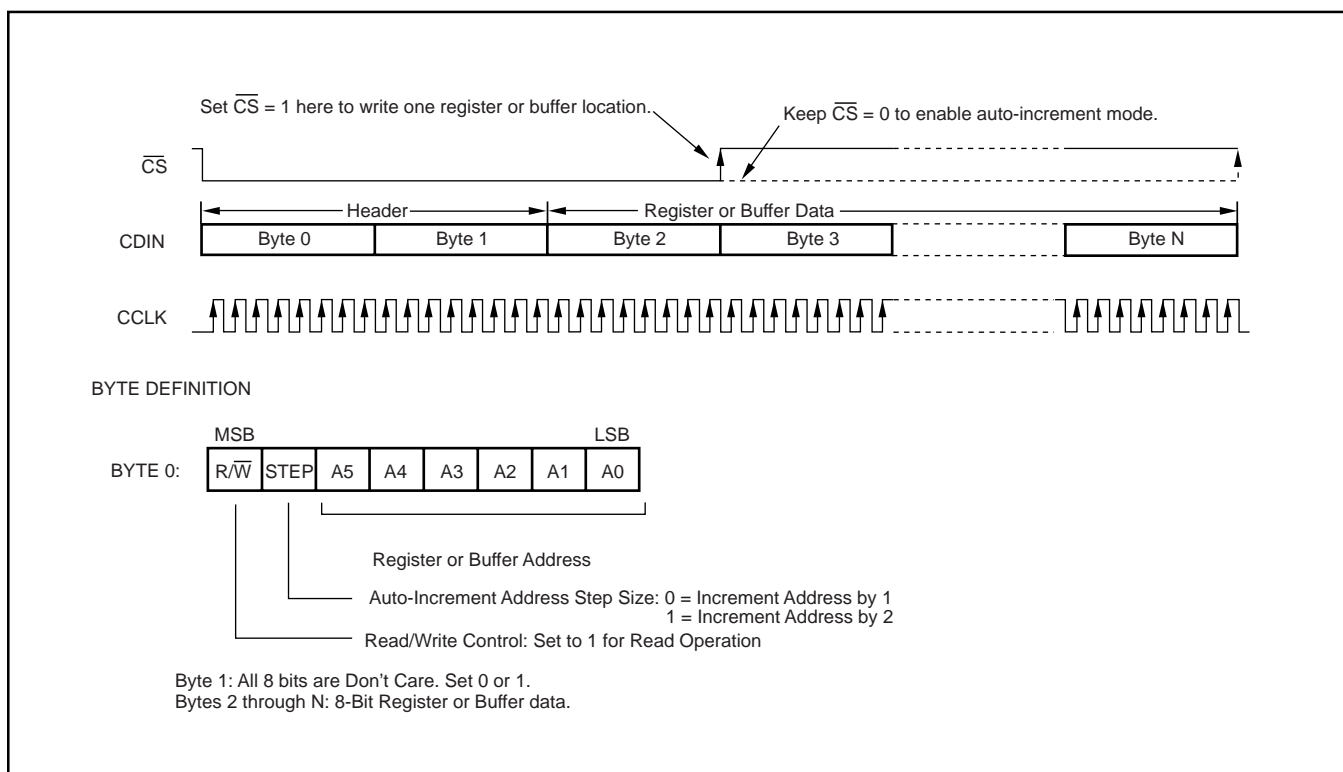 Set C̅S̅ = 1 here to write one register or buffer location.
Keep C̅S̅ = 0 to enable auto-increment mode.
C̅S̅
Header
Register or Buffer Data
CDIN
Byte 0
Byte 1
Byte 2
Byte 3
Byte N
CCLK
BYTE DEFINITION
MSB
LSB
BYTE 0:
R/W̅
STEP
A5
A4
A3
A2
A1
A0
Register or Buffer Address
Auto-Increment Address Step Size: 0 = Increment Address by 1
1 = Increment Address by 2
Read/Write Control: Set to 1 for Read Operation
Byte 1: All 8 bits are Don’t Care. Set 0 or 1.
Bytes 2 through N: 8-Bit Register or Buffer data.